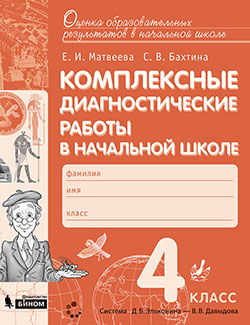 Оценка образовательных
результатов в начальной школе
Е. И. Матвеева С. В. Бахтина
КОМПЛЕКСНЫЕ
ДИАГНОСТИЧЕСКИЕ
РАБОТЫ
В НАЧАЛЬНОЙ ШКОЛЕ
фамилия
имя
класс
4 КЛАСС
ИЗДАТЕЛЬСТВО
БИНОМ
Система Д. Б. Эльконина — В. В. Давыдова